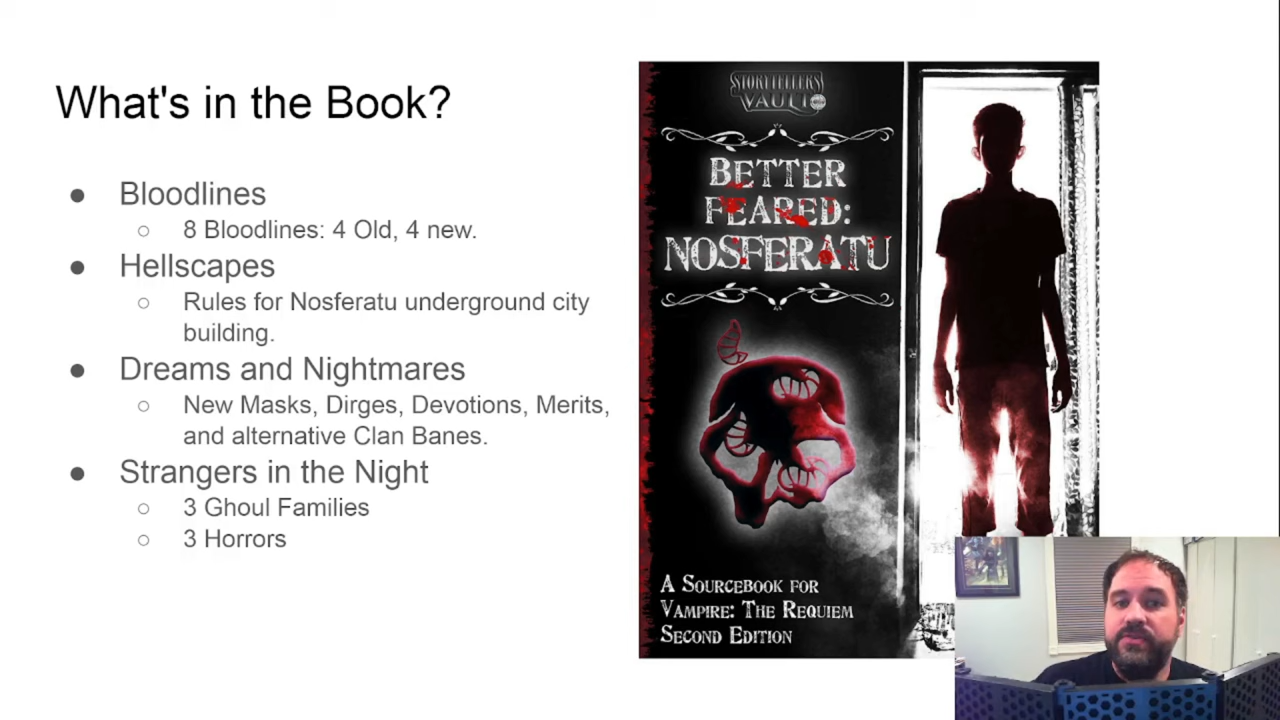 What's in the Book?
● Bloodlines
○ 8 Bloodlines: 4 Old, 4 new.
● Hellscapes
○ Rules for Nosferatu underground city
building.
● Dreams and Nightmares
○ New Masks, Dirges, Devotions, Merits,
and alternative Clan Banes.
● Strangers in the Night
○ 3 Ghoul Families
○ 3 Horrors
STORYTELLERS
VAULT
BETTER
FEARED:
NOSFERATU
A SOURCEBOOK FOR
VAMPIRE: THE REQUIEM
SECOND EDITION